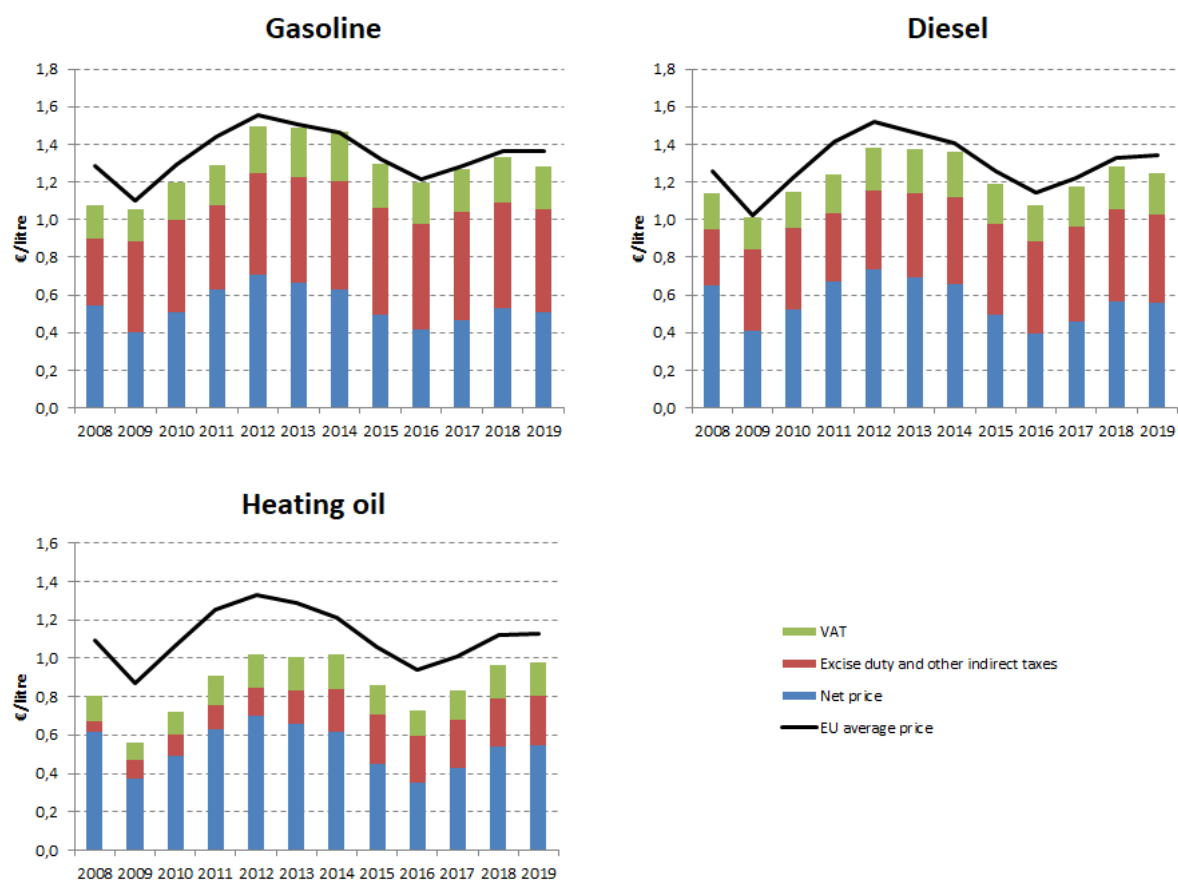 Gasoline
1,8
1,6
1,4
1,2
1,0
0,8
0,6
0,4
0,2
0,0
€/litre
2008 2009 2010 2011 2012 2013 2014 2015 2016 2017 2018 2019
Diesel
1,8
1,6
1,4
1,2
1,0
0,8
0,6
0,4
0,2
0,0
€/litre
2008 2009 2010 2011 2012 2013 2014 2015 2016 2017 2018 2019
Heating oil
1,6
1,4
1,2
1,0
0,8
0,6
0,4
0,2
0,0
€/litre
2008 2009 2010 2011 2012 2013 2014 2015 2016 2017 2018 2019
VAT
Excise duty and other indirect taxes
Net price
EU average price